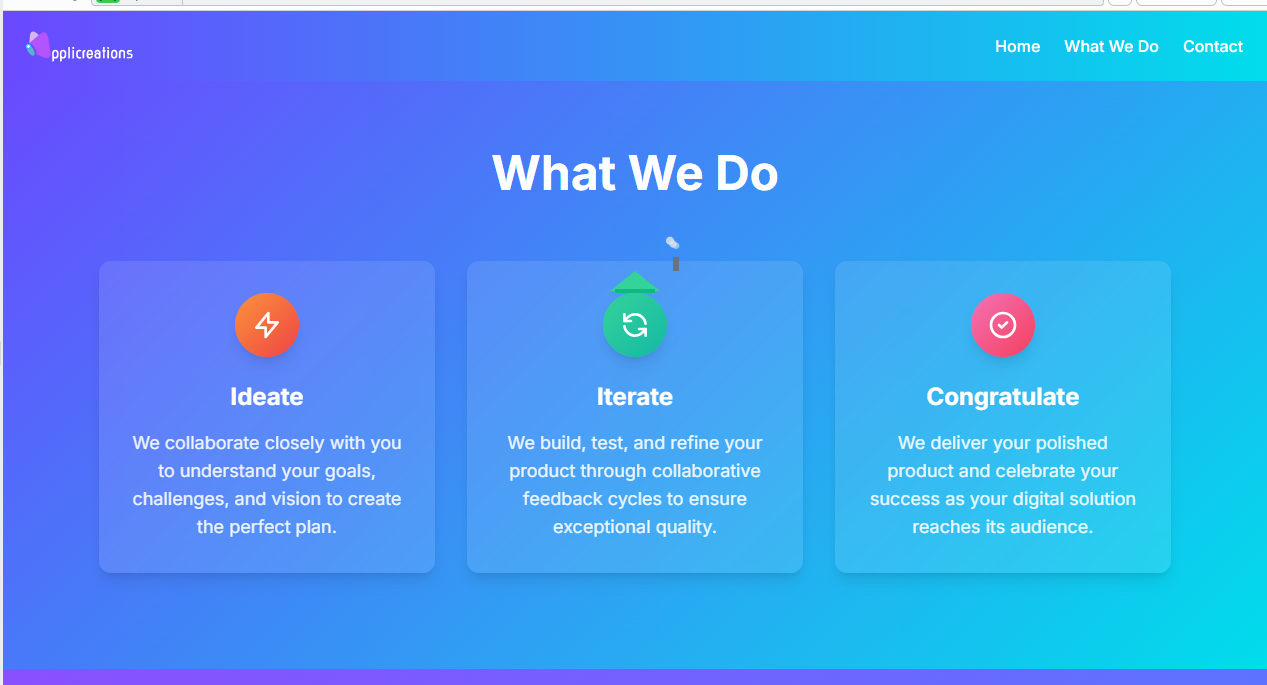 pplicreations
Home
What We Do
Contact
What We Do
Ideate
We collaborate closely with you
to understand your goals,
challenges, and vision to create
the perfect plan.
Iterate
We build, test, and refine your
product through collaborative
feedback cycles to ensure
exceptional quality.
Congratulate
We deliver your polished
product and celebrate your
success as your digital solution
reaches its audience.